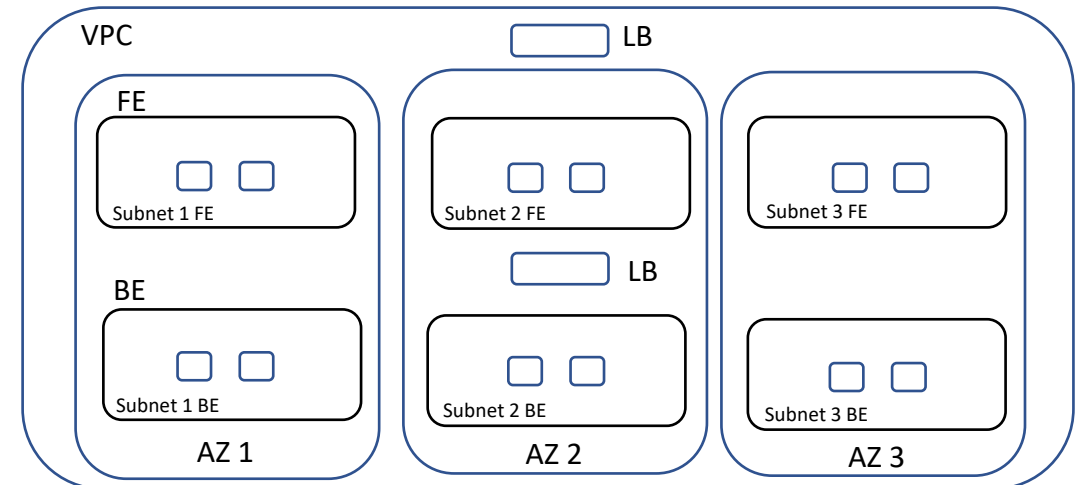 VPC
LB
FE
Subnet 1 FE
Subnet 2 FE
Subnet 3 FE
LB
BE
Subnet 1 BE
Subnet 2 BE
Subnet 3 BE
AZ 1
AZ 2
AZ 3